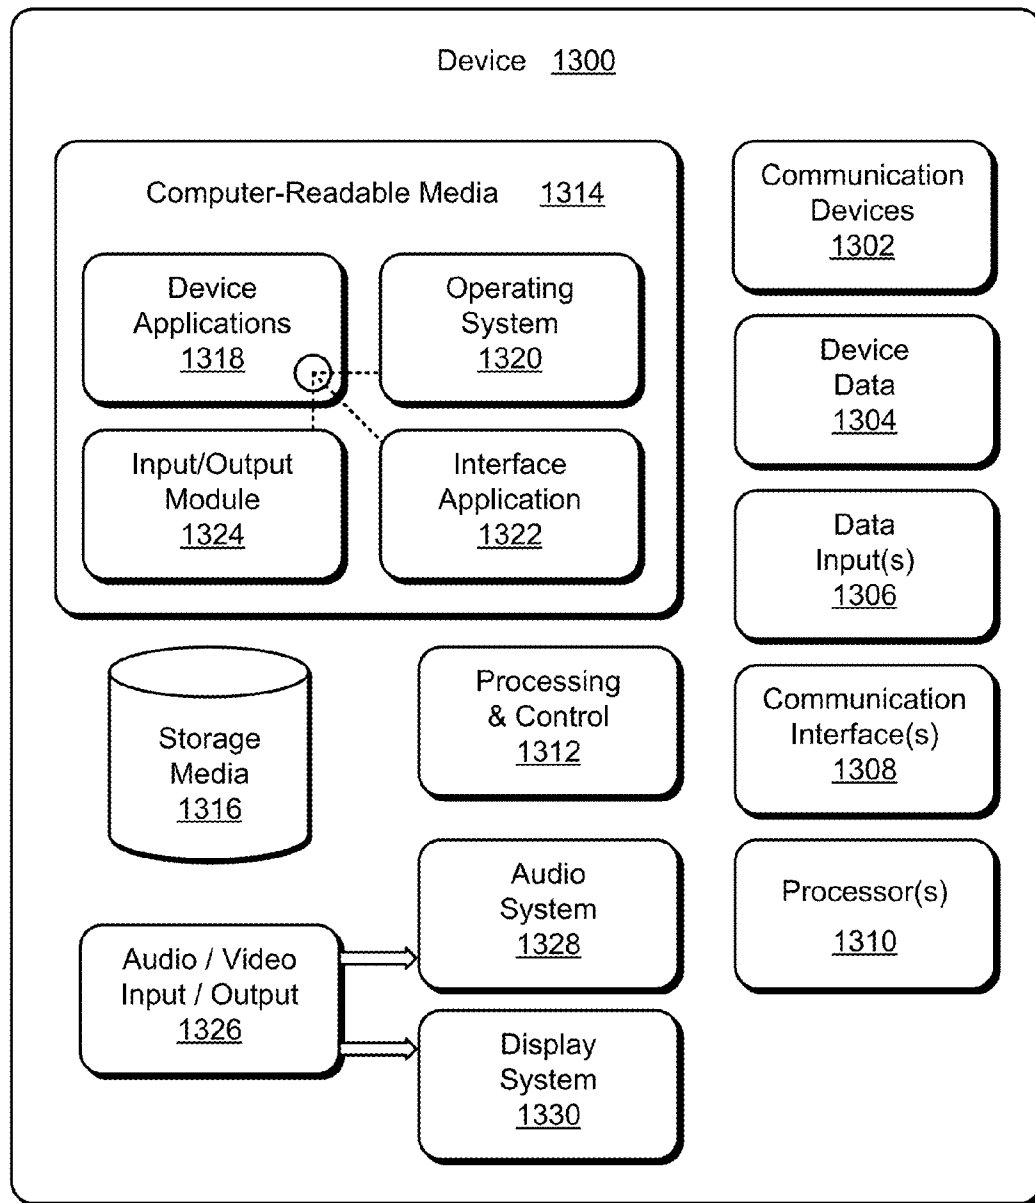 Device 1300
Computer-Readable Media 1314
Device
Applications
1318
Operating
System
1320
Input/Output
Module
1324
Interface
Application
1322
Communication
Devices
1302
Device
Data
1304
Data
Input(s)
1306
Communication
Interface(s)
1308
Processor(s)
1310
Storage
Media
1316
Processing
& Control
1312
Audio / Video
Input / Output
1326
Audio
System
1328
Display
System
1330